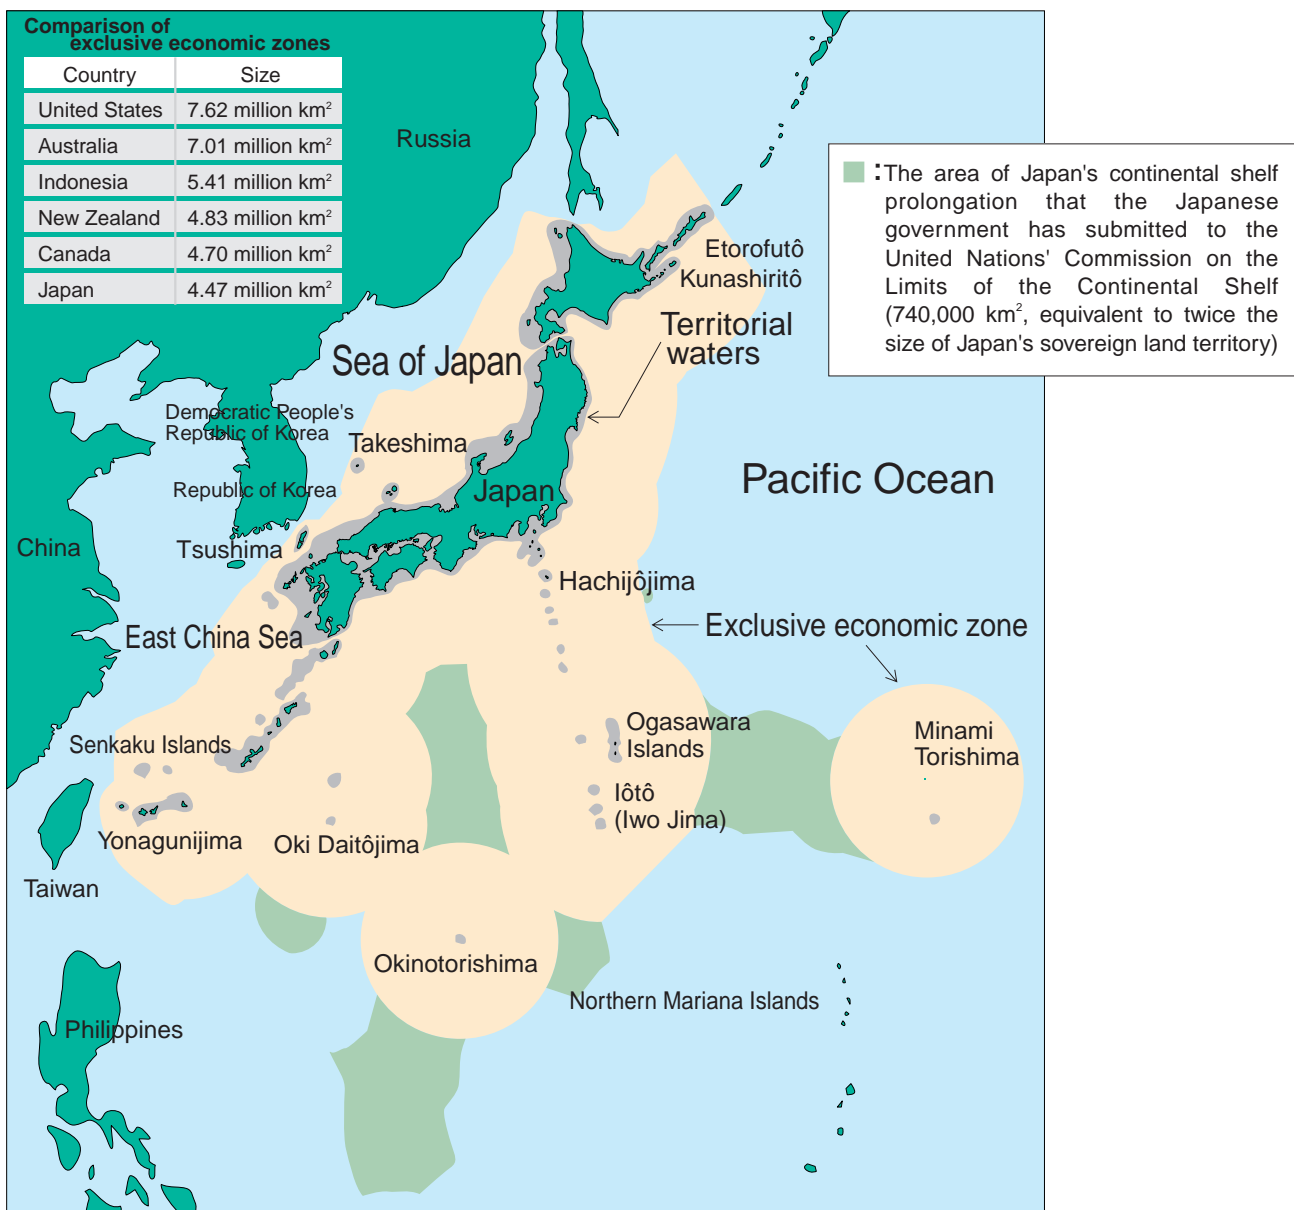 Comparison of
exclusive economic zones
Country Size
United States 7.62 million km²
Australia 7.01 million km²
Indonesia 5.41 million km²
New Zealand 4.83 million km²
Canada 4.70 million km²
Japan 4.47 million km²
Russia
:The area of Japan's continental shelf
prolongation that the Japanese
government has submitted to the
United Nations' Commission on the
Limits of the Continental Shelf
(740,000 km², equivalent to twice the
size of Japan's sovereign land territory)
Etorofutô
Kunashiritô
Territorial
waters
Sea of Japan
Democratic People's
Republic of Korea
Takeshima
Pacific Ocean
Republic of Korea
Japan
China
Tsushima
Hachijôjima
East China Sea
Exclusive economic zone
Ogasawara
Islands
Minami
Torishima
Senkaku Islands
Iôtô
(Iwo Jima)
Yonagunijima
Oki Daitôjima
Taiwan
Okinotorishima
Northern Mariana Islands
Philippines